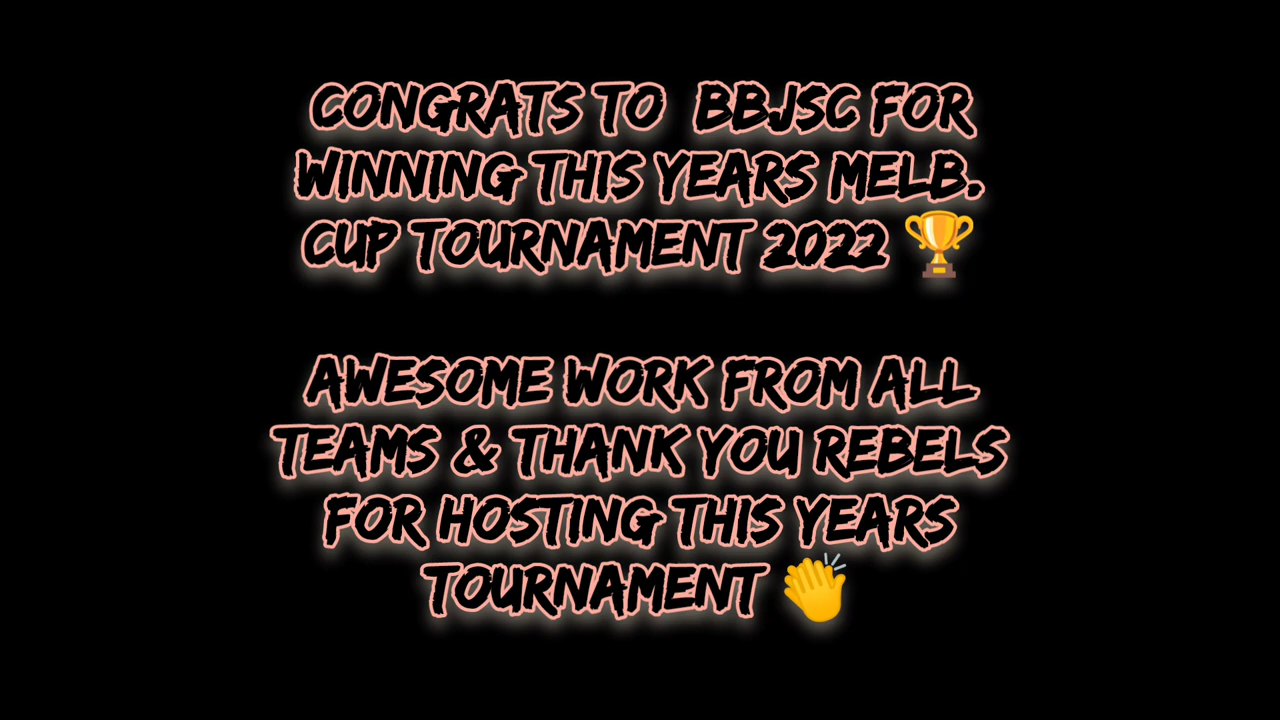 CONGRATS TO  BBJSC FOR
WINNING THIS YEARS MELB.
CUP TOURNAMENT 2022 🏆
AWESOME WORK FROM ALL
TEAMS & THANK YOU REBELS
FOR HOSTING THIS YEARS
TOURNAMENT 👏